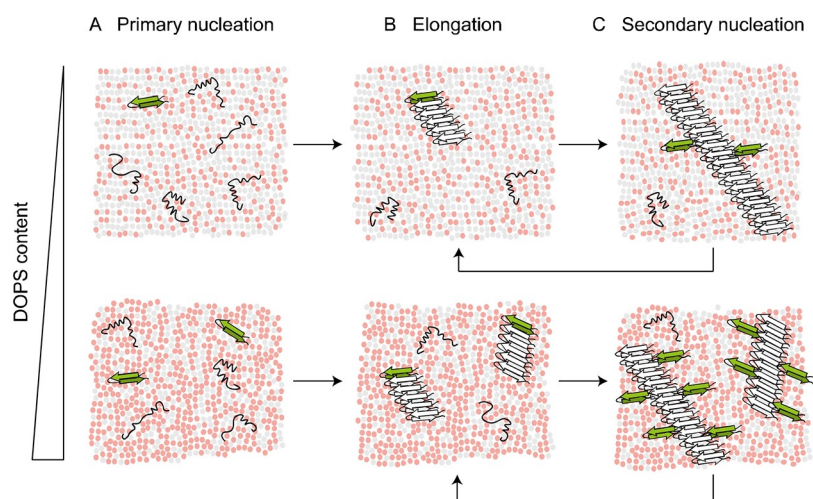 A Primary nucleation
B Elongation
C Secondary nucleation
DOPS content